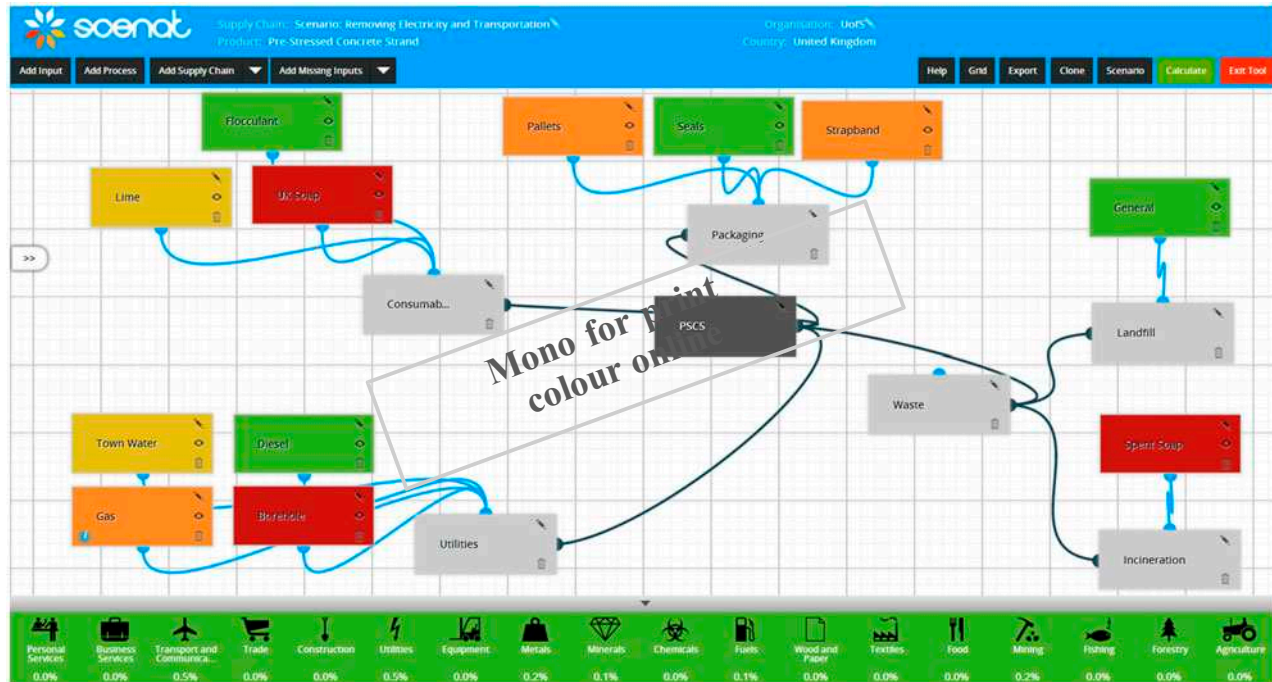 scenat
Supply Chain: Scenario: Removing Electricity and Transportation
Product: Pre-Stressed Concrete Strand
Organisation: UofS
Country: United Kingdom
Add Input
Add Process
Add Supply Chain
Add Missing Inputs
Help
Grid
Export
Clone
Scenario
Calculate
Exit Tool
Flocculant
Pallets
Seals
Strapband
Lime
UK Soap
General
Packaging
>>
Consumab...
PSCS
Landfill
Mono for print
colour online
Waste
Town Water
Diesel
Spent Soap
Gas
Borehole
Utilities
Incineration
Personal
Services
0.0%
Business
Services
0.0%
Transport and
Communica...
0.5%
Trade
0.0%
Construction
0.0%
Utilities
0.5%
Equipment
0.0%
Metals
0.2%
Minerals
0.1%
Chemicals
0.0%
Fuels
0.1%
Wood and
Paper
0.0%
Textiles
0.0%
Food
0.0%
Mining
0.2%
Fishing
0.0%
Forestry
0.0%
Agriculture
0.0%